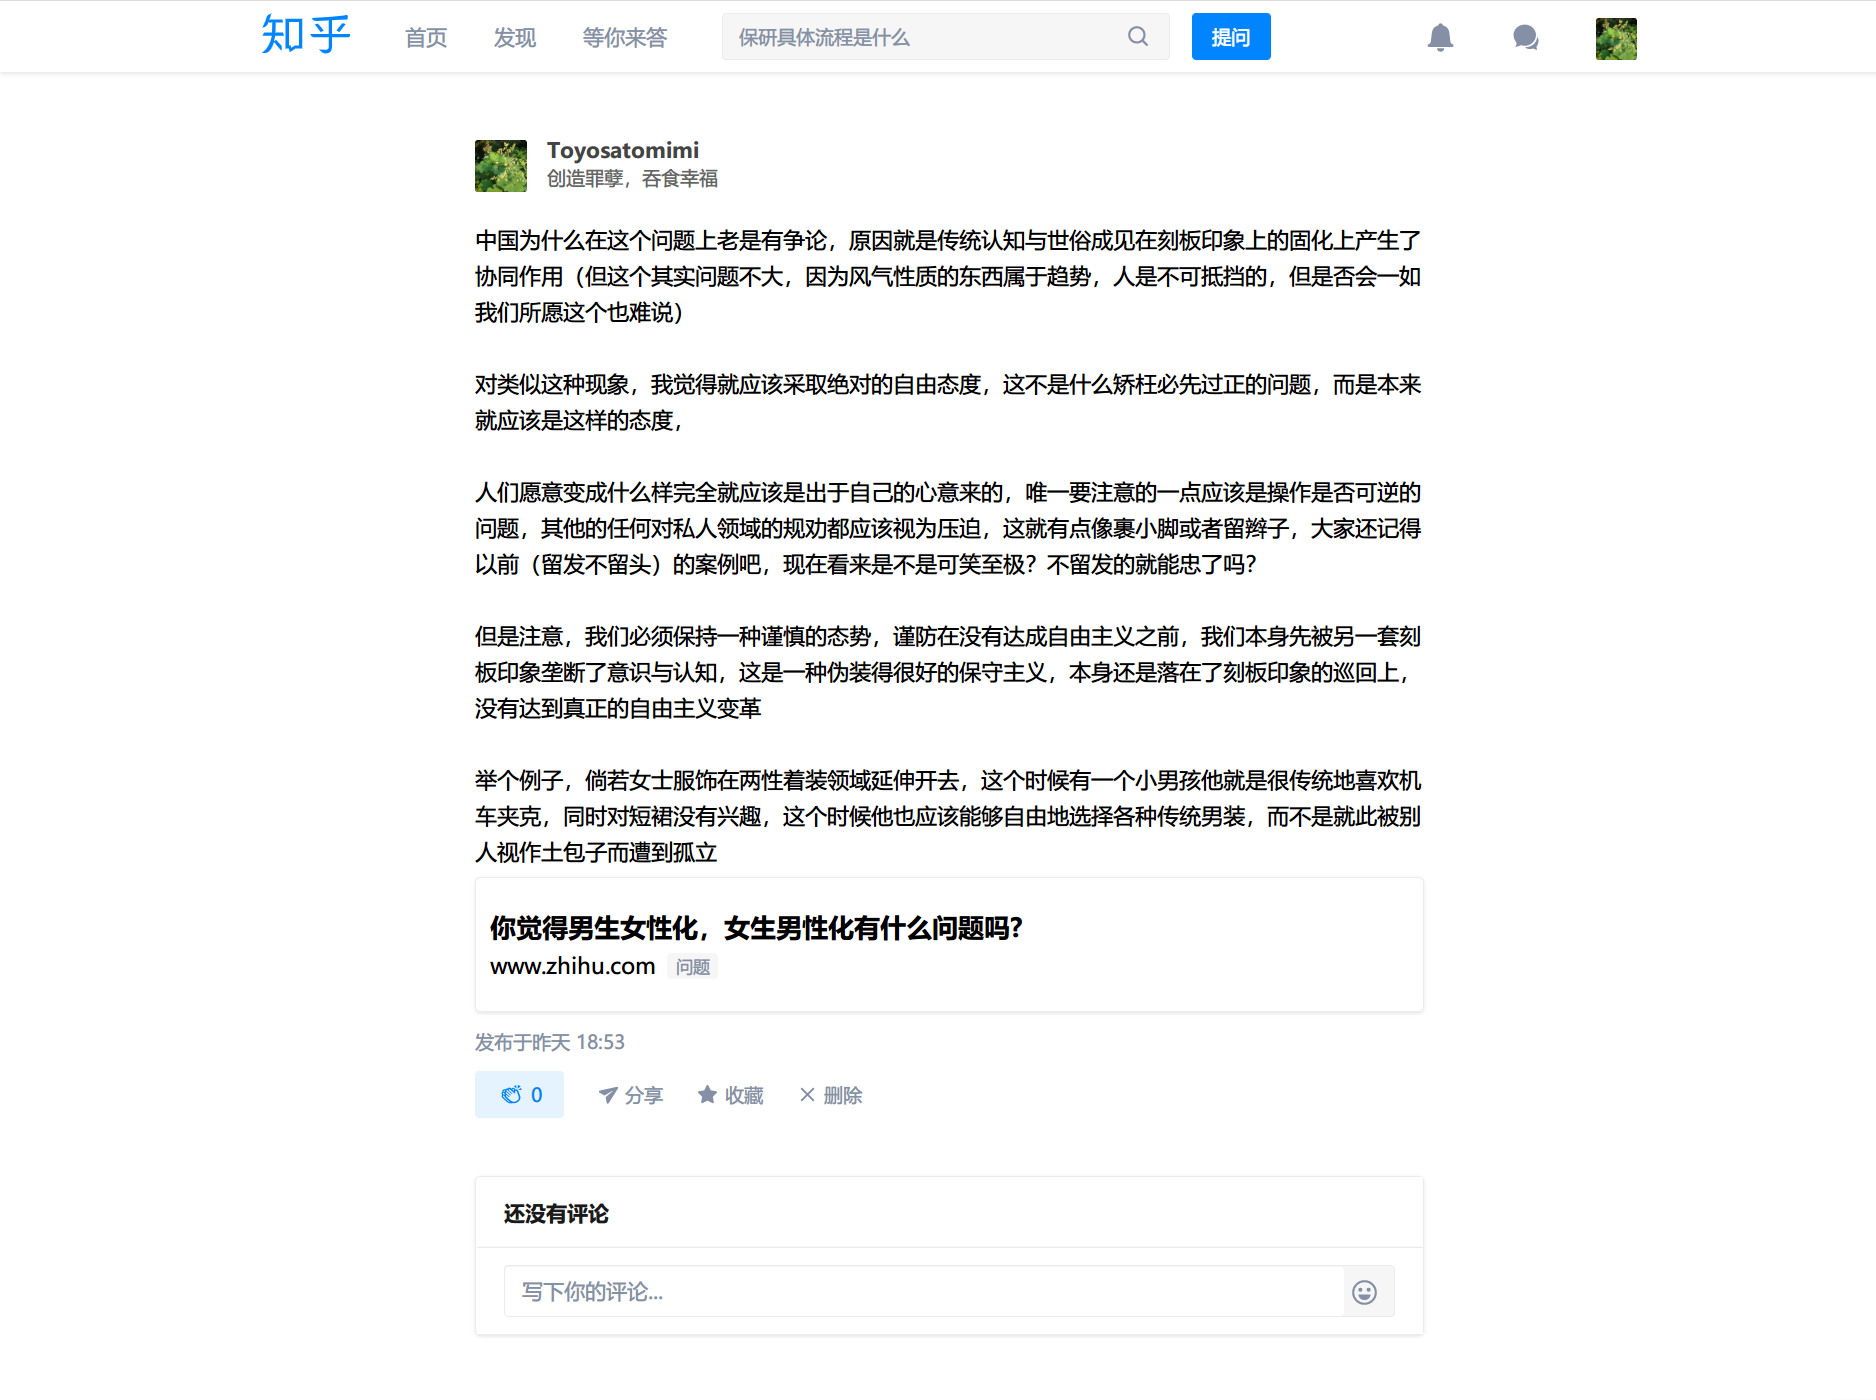 知乎
首页 发现 等你来答 保研具体流程是什么 提问
Toyosatomimi
创造罪孽，吞食幸福
中国为什么在这个问题上老是有争论，原因就是传统认知与世俗成见在刻板印象上的固化上产生了
协同作用（但这个其实问题不大，因为风气性质的东西属于趋势，人是不可抵挡的，但是否会一如
我们所愿这个也难说）
对类似这种现象，我觉得就应该采取绝对的自由态度，这不是什么矫枉必先过正的问题，而是本来
就应该是这样的态度，
人们愿意变成什么样完全就应该是出于自己的心意来的，唯一要注意的一点应该是操作是否可逆的
问题，其他的任何对私人领域的规劝都应该视为压迫，这就有点像裹小脚或者留辫子，大家还记得
以前（留发不留头）的案例吧，现在看来是不是可笑至极？不留发的就能忠了吗？
但是注意，我们必须保持一种谨慎的态势，谨防在没有达成自由主义之前，我们本身先被另一套刻
板印象垄断了意识与认知，这是一种伪装得很好的保守主义，本身还是落在了刻板印象的巡回上，
没有达到真正的自由主义变革
举个例子，倘若女士服饰在两性着装领域延伸开去，这个时候有一个小男孩他就是很传统地喜欢机
车夹克，同时对短裙没有兴趣，这个时候他也应该能够自由地选择各种传统男装，而不是就此被别
人视作土包子而遭到孤立
你觉得男生女性化，女生男性化有什么问题吗？
www.zhihu.com 问题
发布于昨天 18:53
0 分享 收藏 删除
还没有评论
写下你的评论...